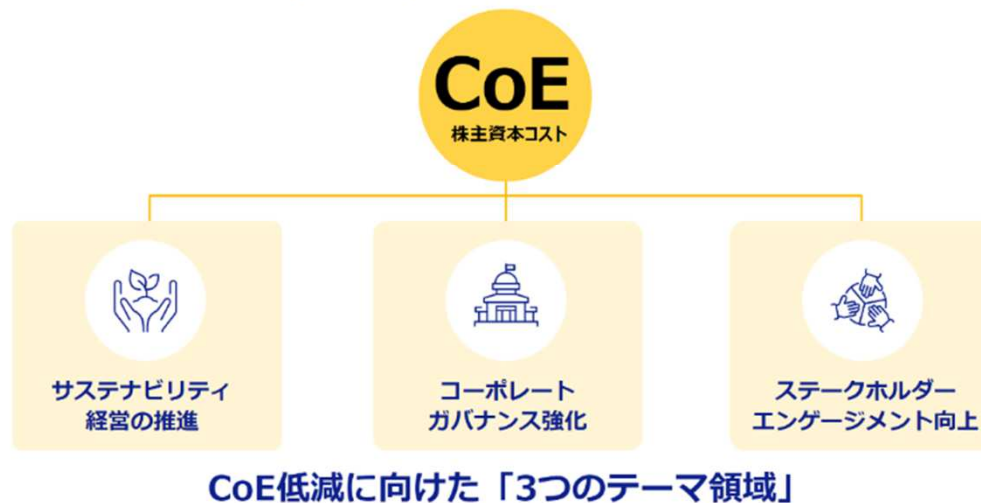 CoE
株主資本コスト
サステナビリティ
経営の推進
コーポレート
ガバナンス強化
ステークホルダー
エンゲージメント向上
CoE低減に向けた「3つのテーマ領域」